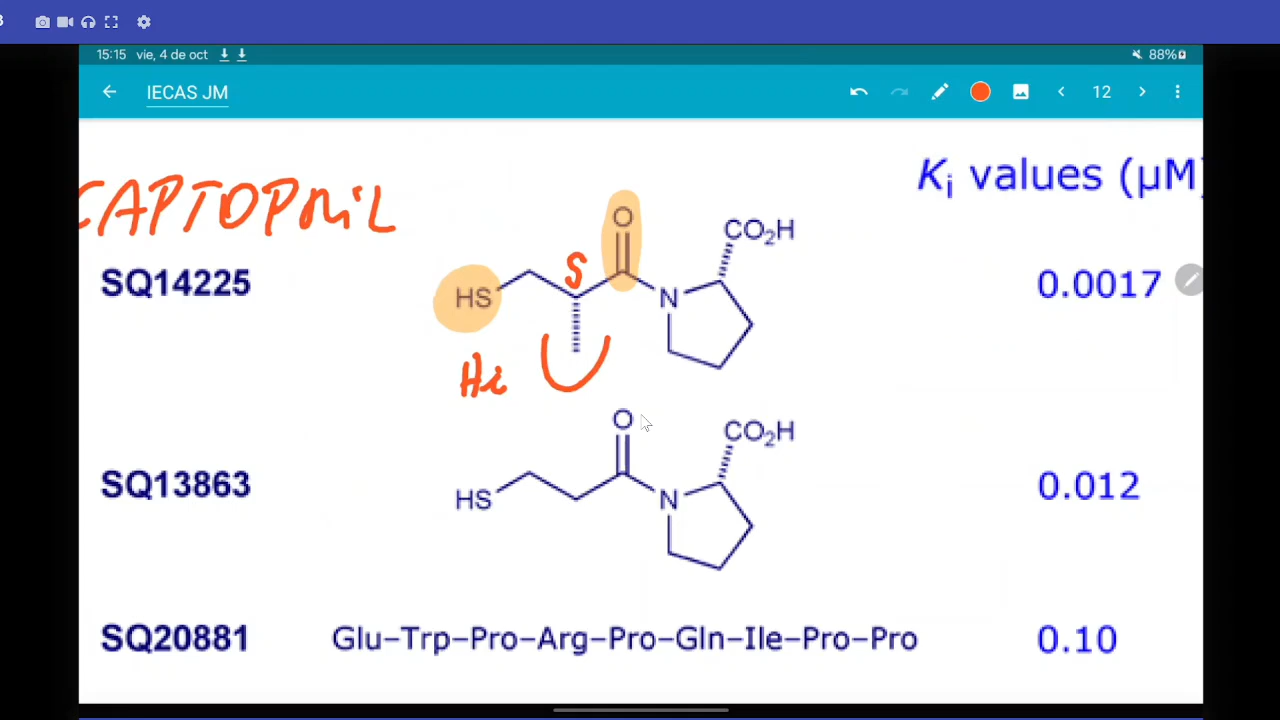 15:15 vie, 4 de oct 88%
IECAS JM 12
Ki values (µM)
CAPTOPRIL
SQ14225 HS S O N CO2H 0.0017
SQ13863 HS O N CO2H 0.012
SQ20881 Glu–Trp–Pro–Arg–Pro–Gln–Ile–Pro–Pro 0.10